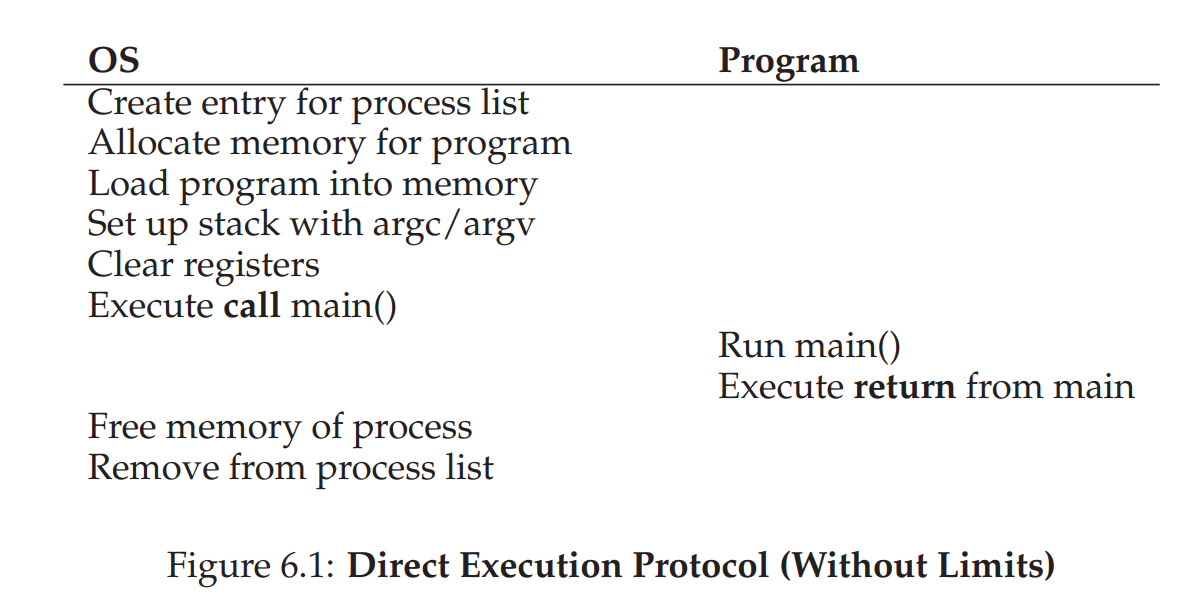 OS Program
Create entry for process list
Allocate memory for program
Load program into memory
Set up stack with argc/argv
Clear registers
Execute call main()
Run main()
Execute return from main
Free memory of process
Remove from process list
Figure 6.1: Direct Execution Protocol (Without Limits)